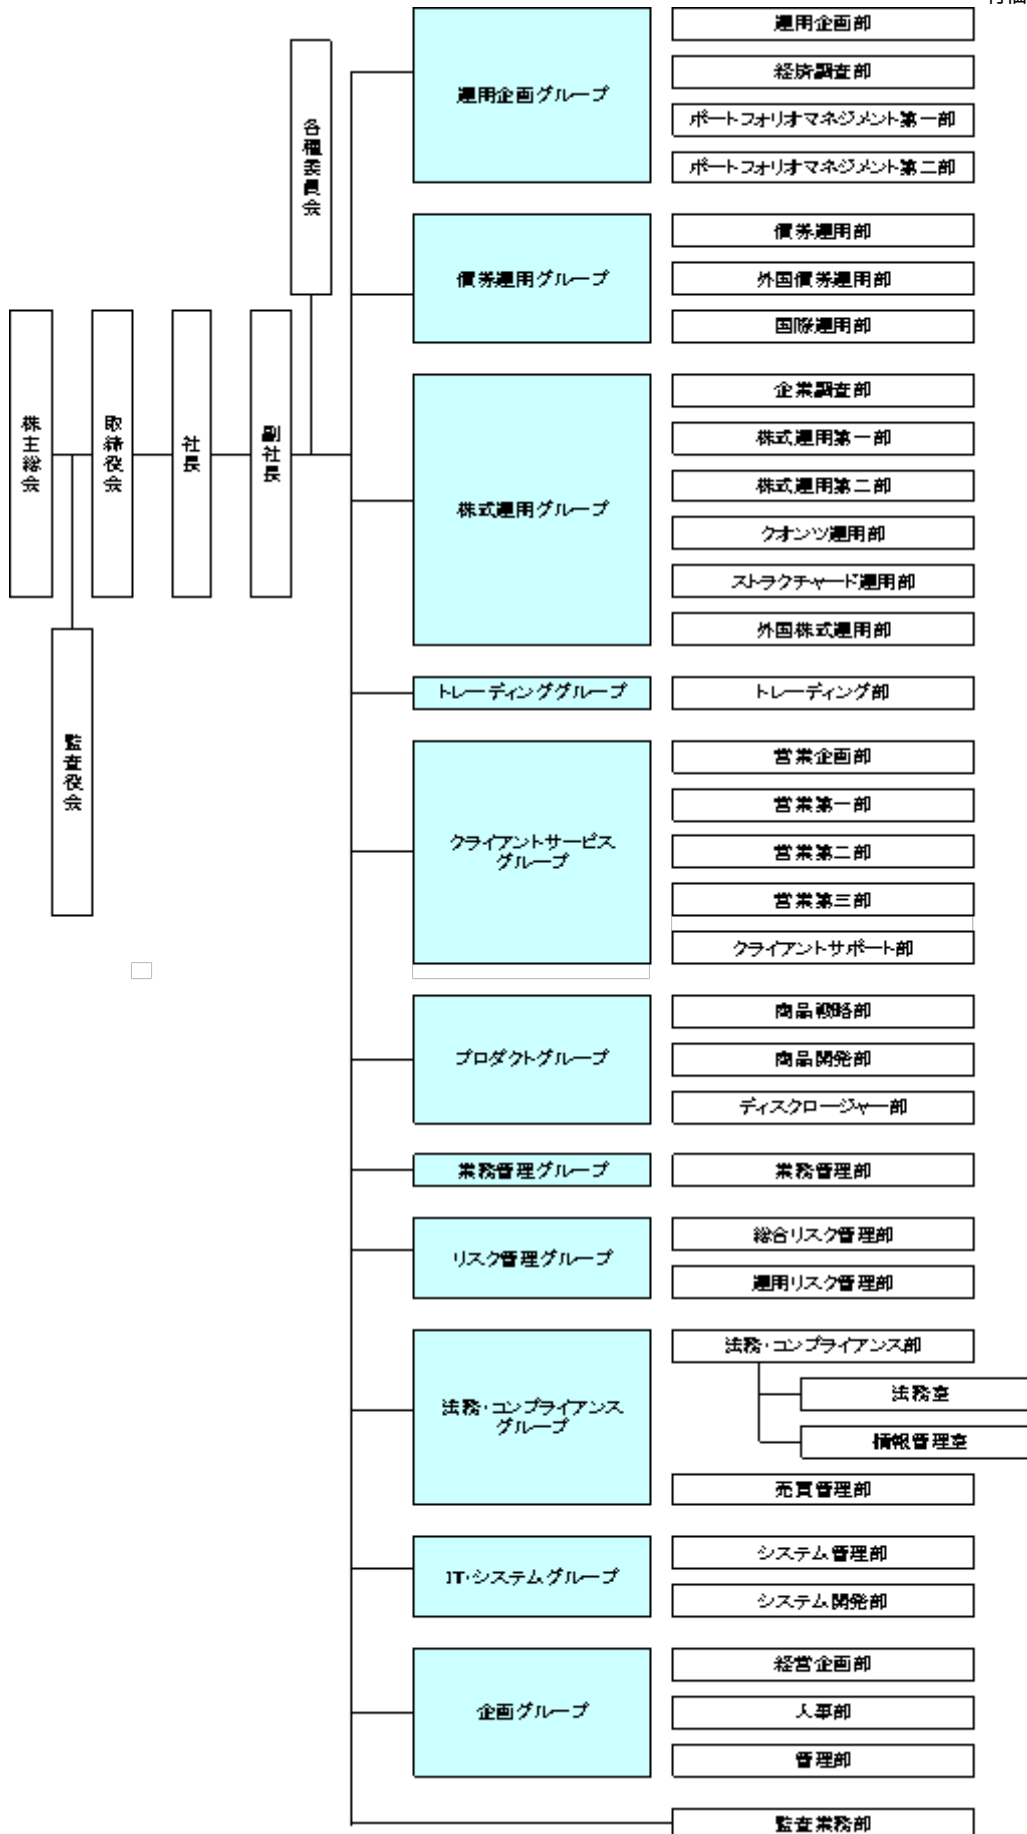 株主総会
監査役会
取締役会
社長
副社長
各種委員会
運用企画グループ
運用企画部
経済調査部
ポートフォリオマネジメント第一部
ポートフォリオマネジメント第二部
債券運用グループ
債券運用部
外国債券運用部
国際運用部
株式運用グループ
企業調査部
株式運用第一部
株式運用第二部
クオンツ運用部
ストラクチャード運用部
外国株式運用部
トレーディンググループ
トレーディング部
クライアントサービス
グループ
営業企画部
営業第一部
営業第二部
営業第三部
クライアントサポート部
プロダクトグループ
商品戦略部
商品開発部
ディスクロージャー部
業務管理グループ
業務管理部
リスク管理グループ
総合リスク管理部
運用リスク管理部
法務・コンプライアンス
グループ
法務・コンプライアンス部
法務室
情報管理室
売買管理部
IT・システムグループ
システム管理部
システム開発部
企画グループ
経営企画部
人事部
管理部
監査業務部